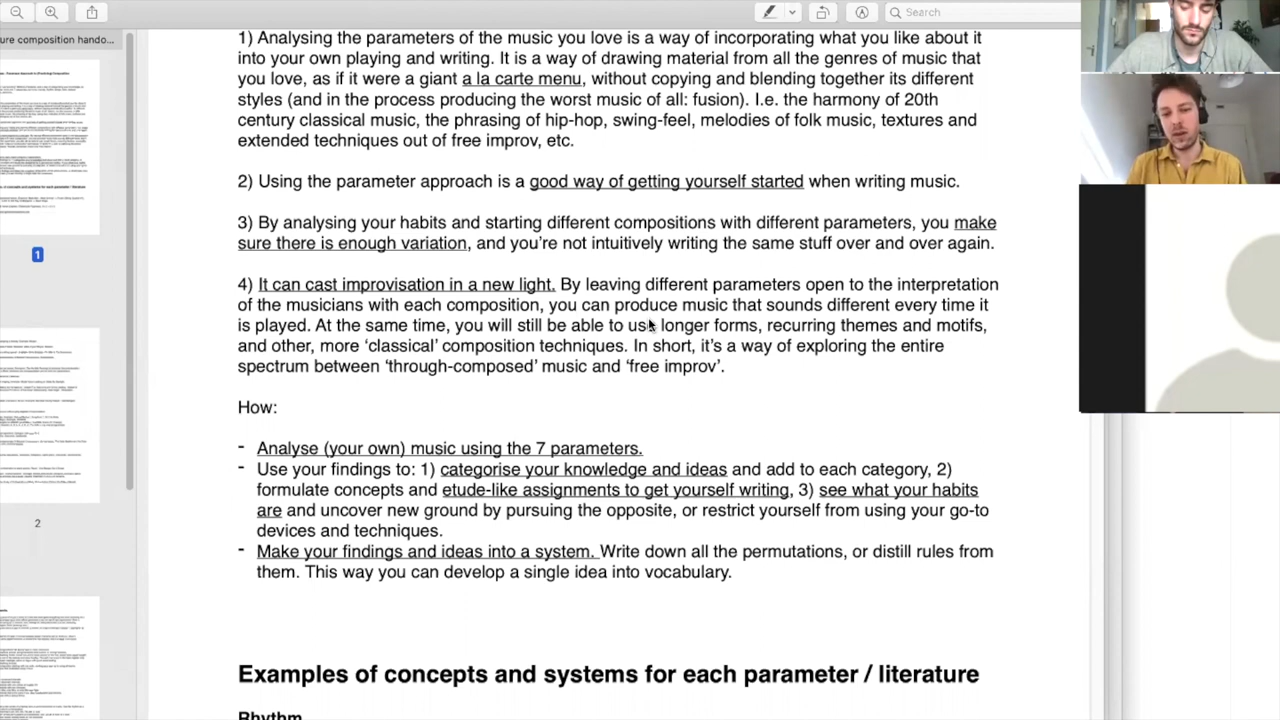 Search
ure composition hando...
1) Analysing the parameters of the music you love is a way of incorporating what you like about it
into your own playing and writing. It is a way of drawing material from all the genres of music that
you love, as if it were a giant a la carte menu, without copying and blending together its different
styles (and in the process inventing the worst music of all: fusion). Use the harmony of 20th
century classical music, the phrasing of hip-hop, swing-feel, the melodies of folk music, texture and
extended techniques out of free improv, etc.
2) Using the parameter approach is a good way of getting yourself started when writing music.
3) By analysing your habits and starting different compositions with different parameters, you make
sure there is enough variation, and you're not intuitively writing the same stuff over and over again.
1
4) It can cast improvisation in a new light. By leaving different parameters open to the interpretation
of the musicians with each composition, you can produce music that sounds different every time it
is played. At the same time, you will still be able to use longer forms, recurring themes and motifs,
and other, more 'classical' composition techniques. In short, it's a way of exploring the entire
spectrum between 'through-composed' music and 'free improv'.
How:
- Analyse (your own) music using the 7 parameters.
- Use your findings to: 1) organise your knowledge and ideas and add to each category, 2)
formulate concepts and etude-like assignments to get yourself writing, 3) see what your habits
are and uncover new ground by pursuing the opposite, or restrict yourself from using your go-to
devices and techniques.
2
- Make your findings and ideas into a system. Write down all the permutations, or distill rules from
them. This way you can develop a single idea into vocabulary.
Examples of concepts and systems for each parameter / literature
Rhythm